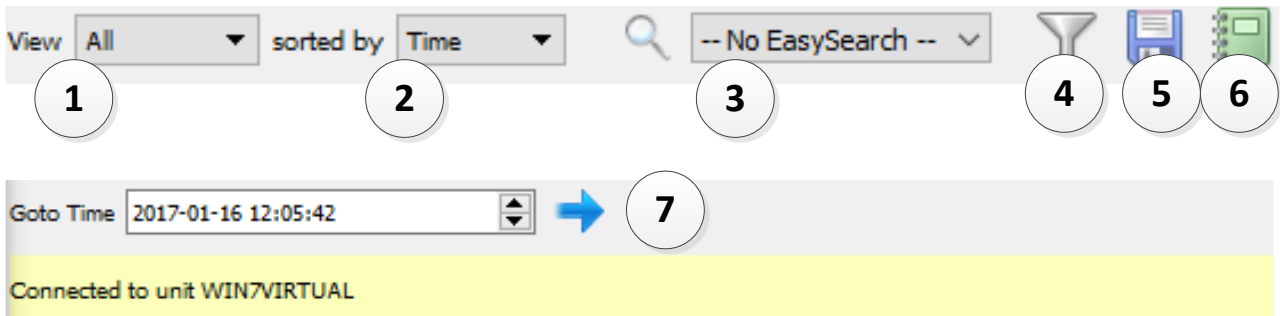 View All sorted by Time -- No EasySearch --
1 2 3 4 5 6
Goto Time 2017-01-16 12:05:42 7
Connected to unit WIN7VIRTUAL